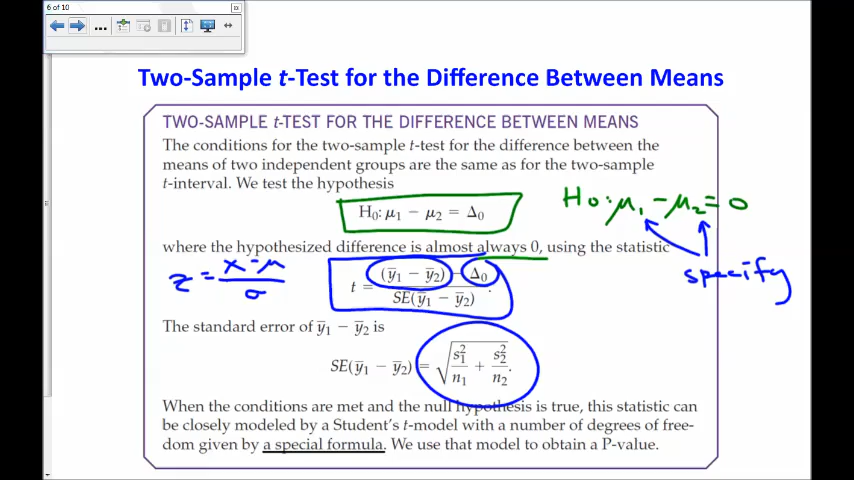 6 of 10
Two-Sample t-Test for the Difference Between Means
TWO-SAMPLE t-TEST FOR THE DIFFERENCE BETWEEN MEANS
The conditions for the two-sample t-test for the difference between the
means of two independent groups are the same as for the two-sample
t-interval. We test the hypothesis
H₀: μ₁ − μ₂ = Δ₀
H₀: μ₁ − μ₂ = 0
where the hypothesized difference is almost always 0, using the statistic
specify
z = (x − μ) / σ
t = ((ȳ₁ − ȳ₂) − Δ₀) / SE(ȳ₁ − ȳ₂).
The standard error of ȳ₁ − ȳ₂ is
SE(ȳ₁ − ȳ₂) = √(s₁²/n₁ + s₂²/n₂).
When the conditions are met and the null hypothesis is true, this statistic can
be closely modeled by a Student's t-model with a number of degrees of free-
dom given by a special formula. We use that model to obtain a P-value.